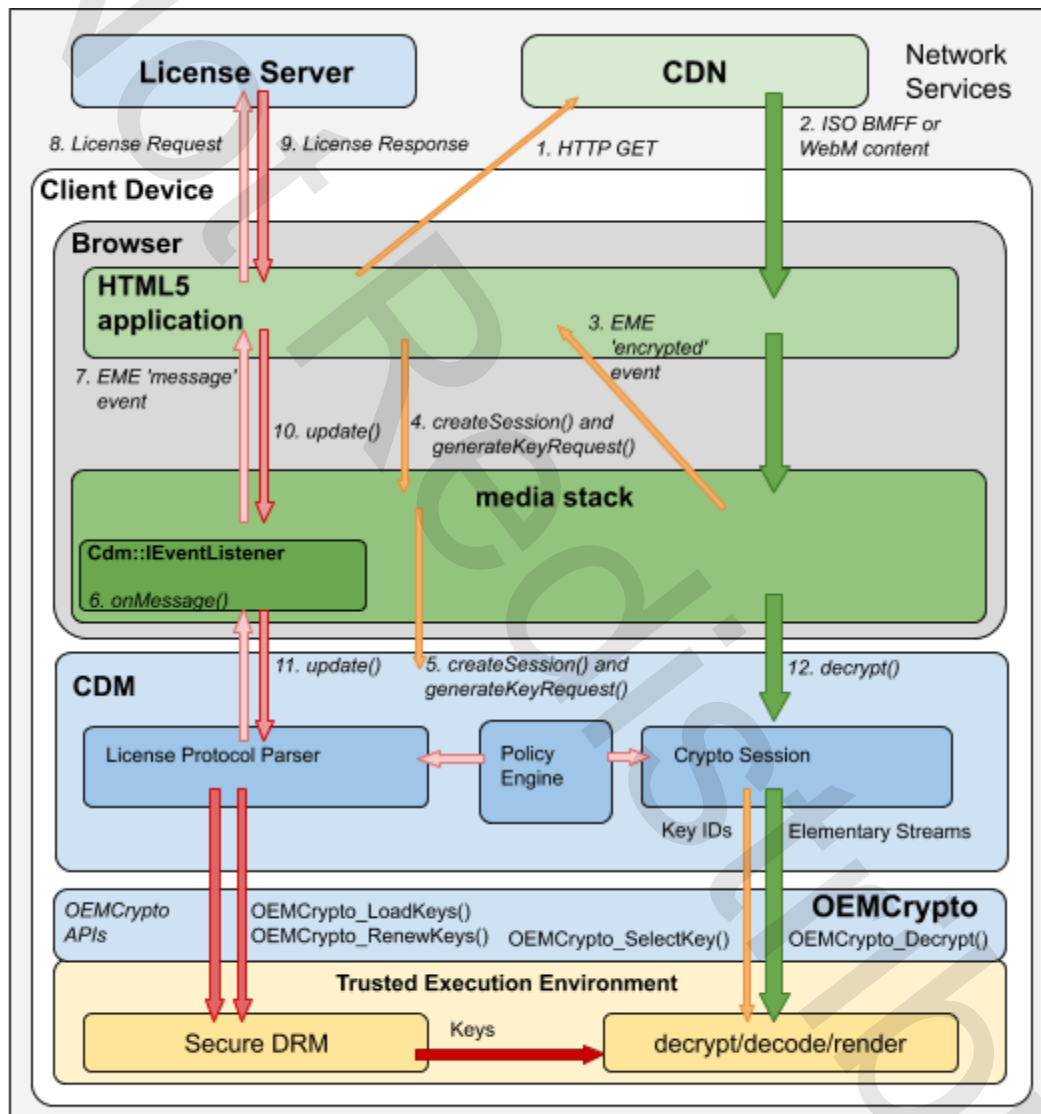 License Server
CDN
Network
Services
8. License Request
9. License Response
1. HTTP GET
2. ISO BMFF or
WebM content
Client Device
Browser
HTML5
application
3. EME
'encrypted'
event
7. EME 'message'
event
10. update()
4. createSession() and
generateKeyRequest()
media stack
Cdm::IEventListener
6. onMessage()
11. update()
5. createSession() and
generateKeyRequest()
12. decrypt()
CDM
License Protocol Parser
Policy
Engine
Crypto Session
Key IDs
Elementary Streams
OEMCrypto
APIs
OEMCrypto_LoadKeys()
OEMCrypto_RenewKeys()
OEMCrypto_SelectKey()
OEMCrypto
OEMCrypto_Decrypt()
Trusted Execution Environment
Secure DRM
Keys
decrypt/decode/render
Not Redistrib